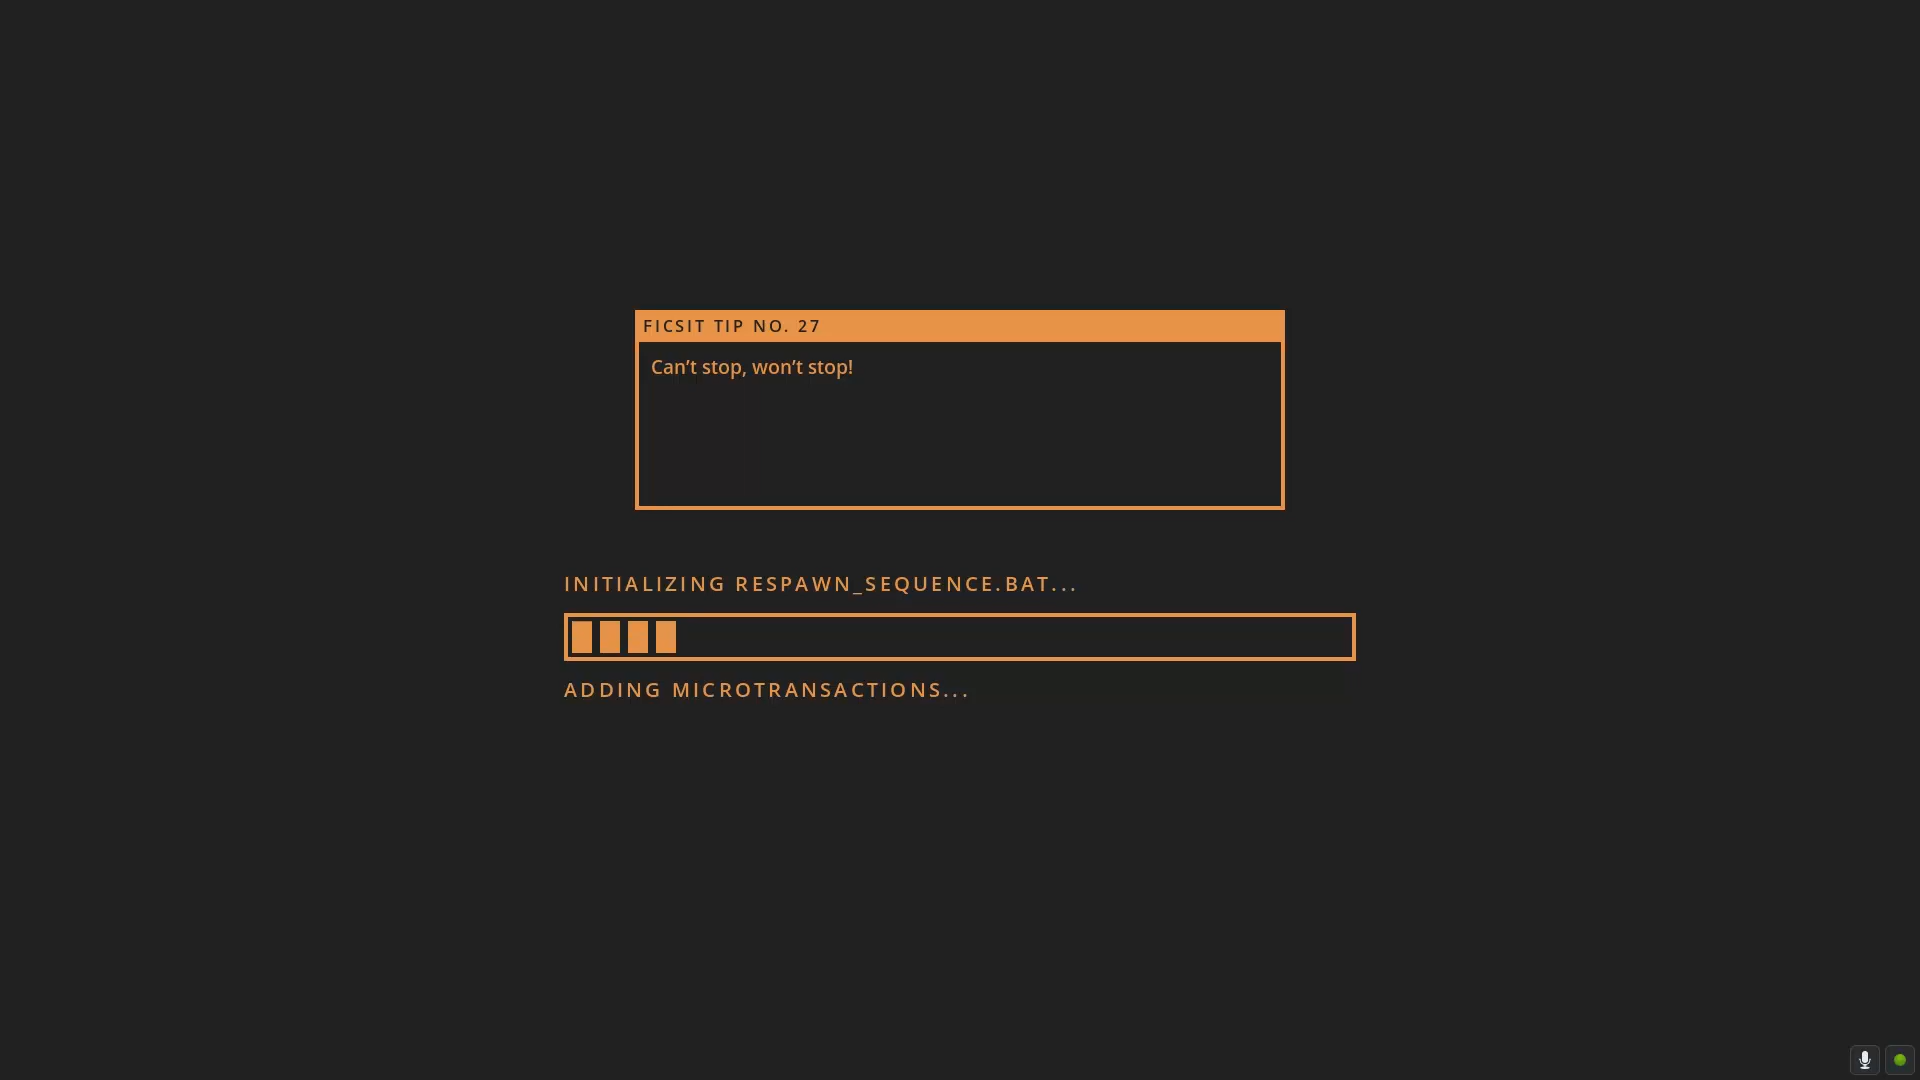 FICSIT TIP NO. 27
Can’t stop, won’t stop!
INITIALIZING RESPAWN_SEQUENCE.BAT...
ADDING MICROTRANSACTIONS...